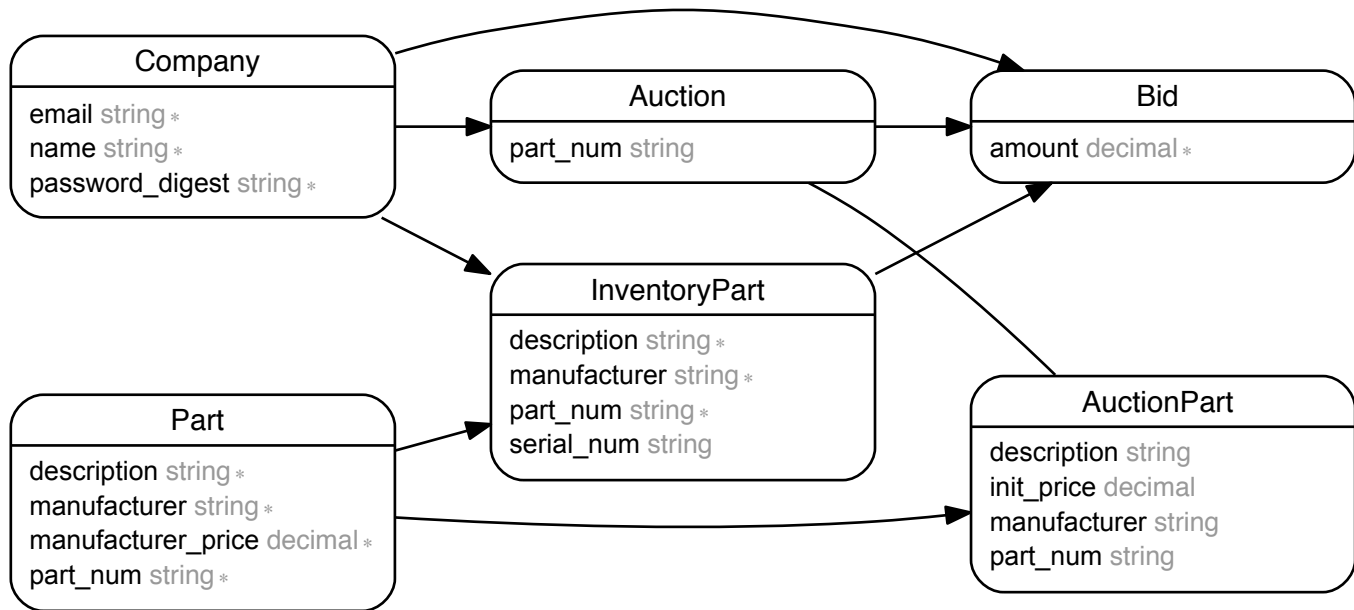 Company
email string *
name string *
password_digest string *
Auction
part_num string
Bid
amount decimal *
InventoryPart
description string *
manufacturer string *
part_num string *
serial_num string
Part
description string *
manufacturer string *
manufacturer_price decimal *
part_num string *
AuctionPart
description string
init_price decimal
manufacturer string
part_num string